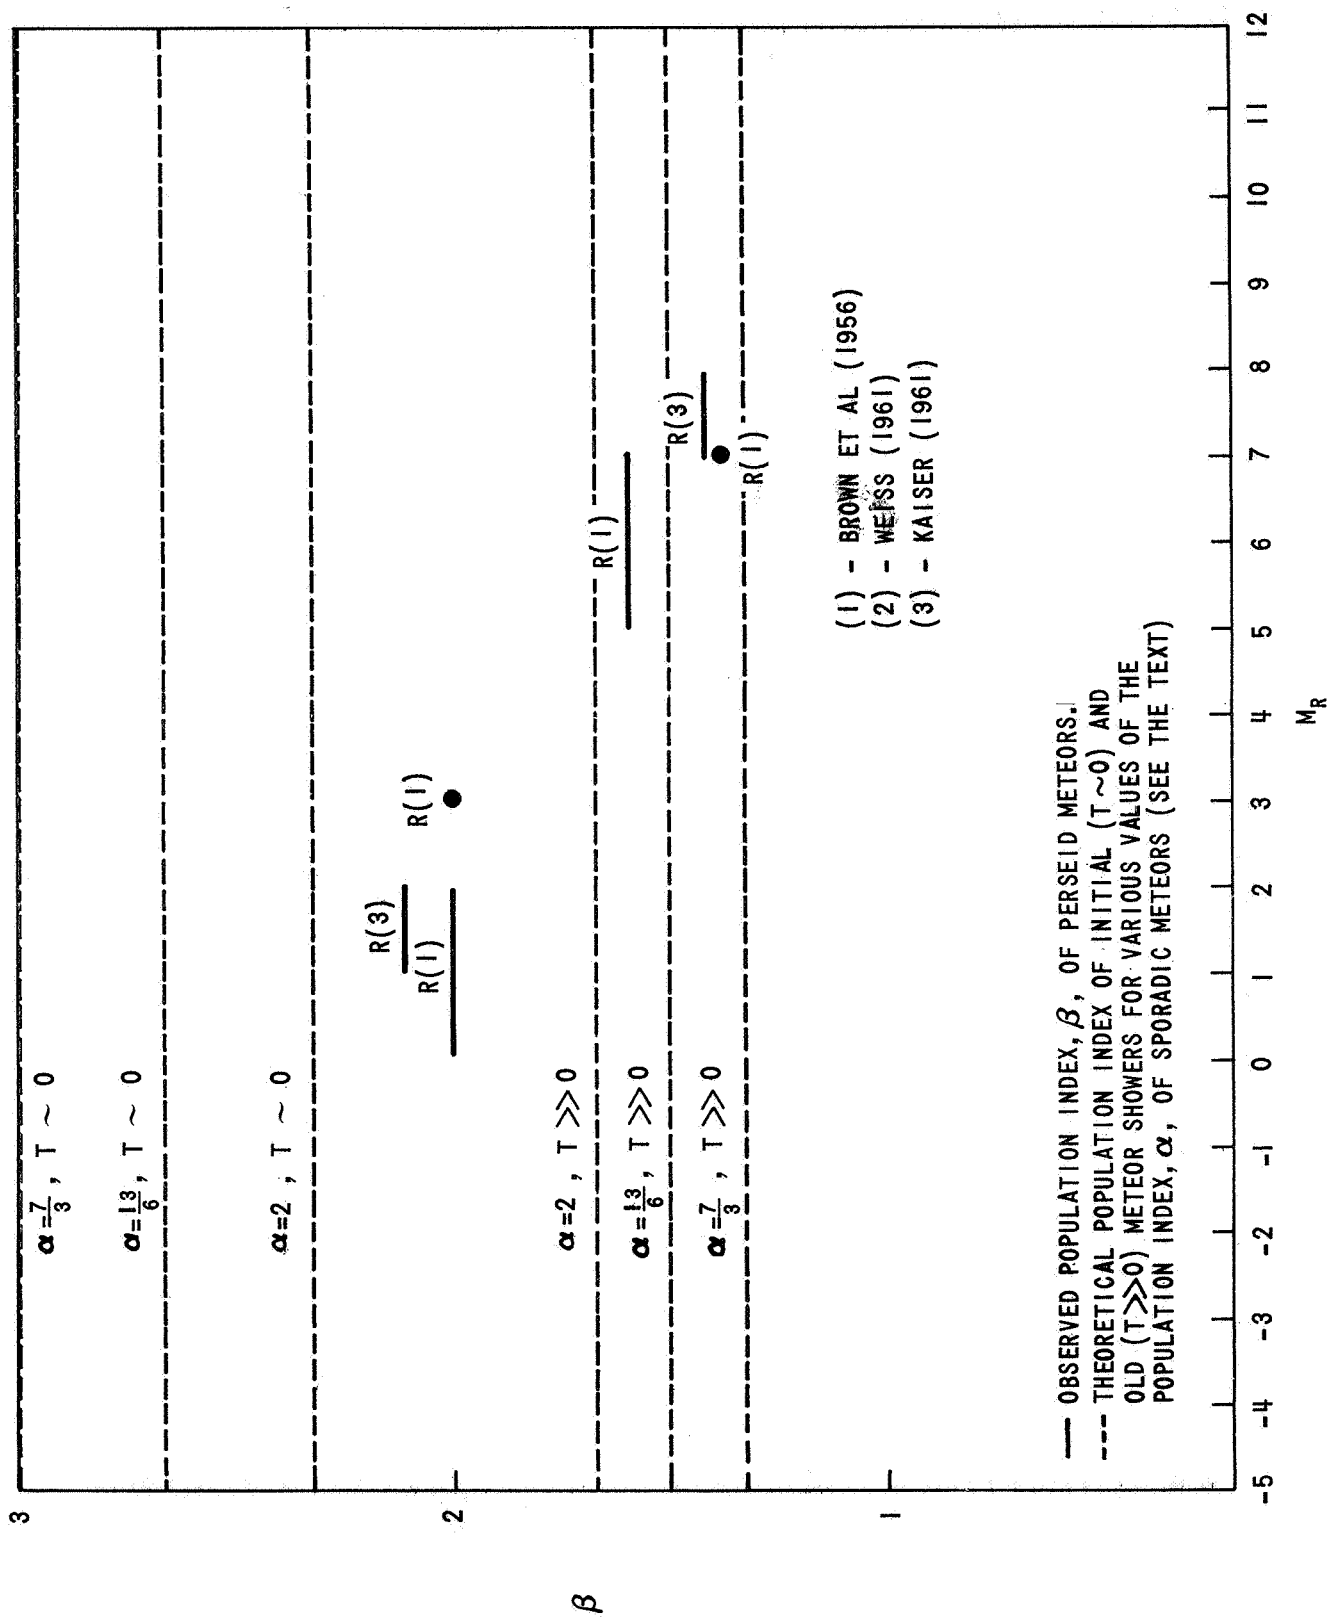 3
2
1
β
α=7/3, T ~ 0
α=13/6, T ~ 0
α=2, T ~ 0
α=2, T >> 0
α=13/6, T >> 0
α=7/3, T >> 0
R(3)
R(1)
R(1)
R(1)
R(3)
R(1)
(1) - BROWN ET AL (1956)
(2) - WEISS (1961)
(3) - KAISER (1961)
— OBSERVED POPULATION INDEX, β, OF PERSEID METEORS.
--- THEORETICAL POPULATION INDEX OF INITIAL (T~0) AND
OLD (T>>0) METEOR SHOWERS FOR VARIOUS VALUES OF THE
POPULATION INDEX, α, OF SPORADIC METEORS (SEE THE TEXT)
-5 -4 -3 -2 -1 0 1 2 3 4 5 6 7 8 9 10 11 12
M_R